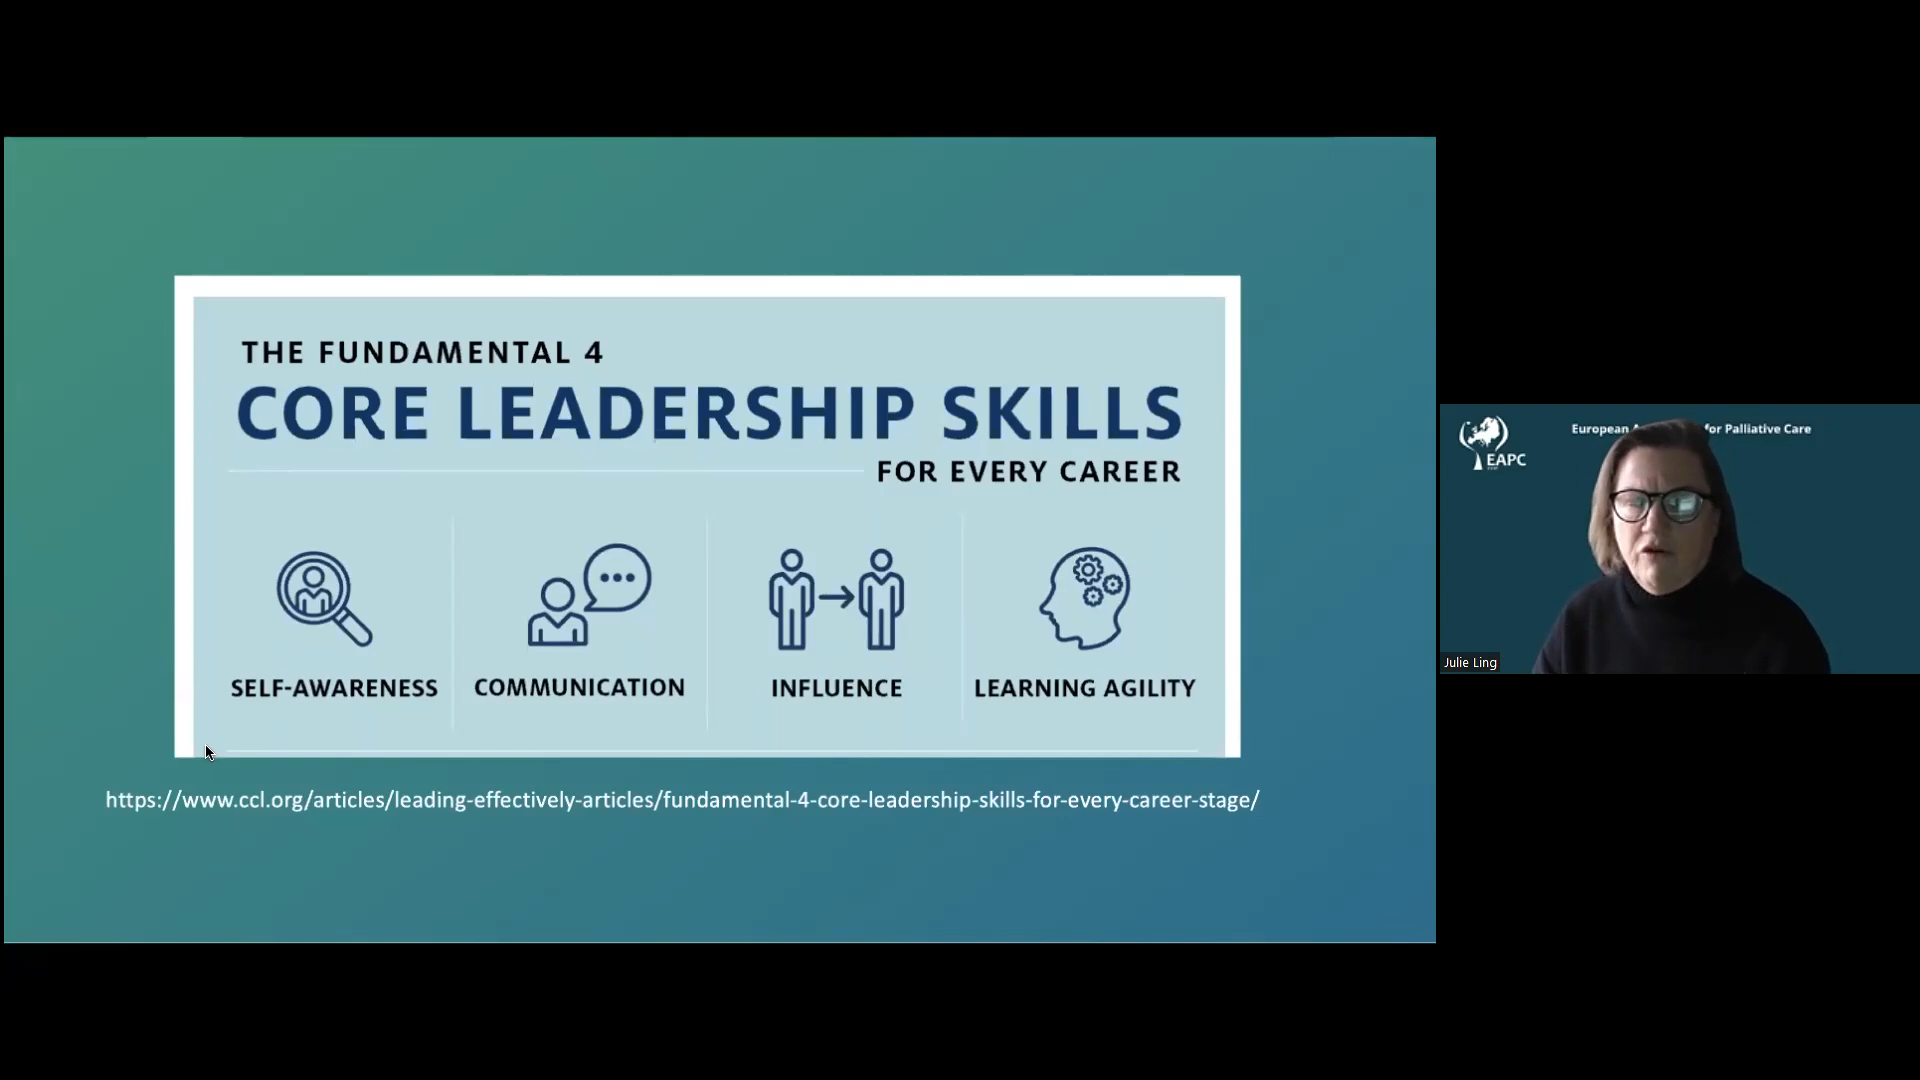 THE FUNDAMENTAL 4
CORE LEADERSHIP SKILLS
FOR EVERY CAREER
SELF-AWARENESS
COMMUNICATION
INFLUENCE
LEARNING AGILITY
https://www.ccl.org/articles/leading-effectively-articles/fundamental-4-core-leadership-skills-for-every-career-stage/
European for Palliative Care
EAPC
Julie Ling